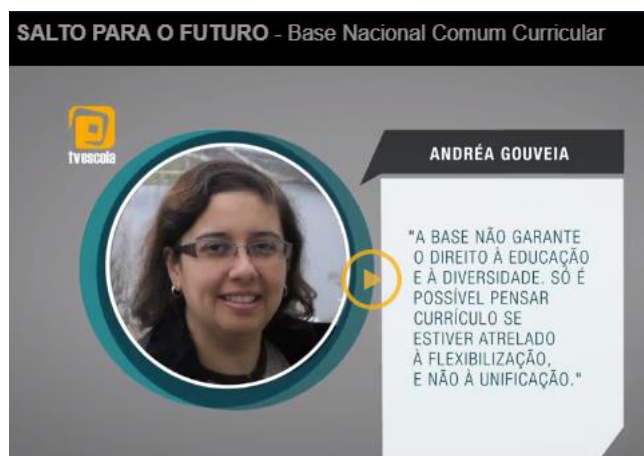 SALTO PARA O FUTURO - Base Nacional Comum Curricular
tvescola
ANDRÉA GOUVEIA
"A BASE NÃO GARANTE
O DIREITO À EDUCAÇÃO
E À DIVERSIDADE. SÓ É
POSSÍVEL PENSAR
CURRÍCULO SE
ESTIVER ATRELADO
À FLEXIBILIZAÇÃO,
E NÃO À UNIFICAÇÃO."